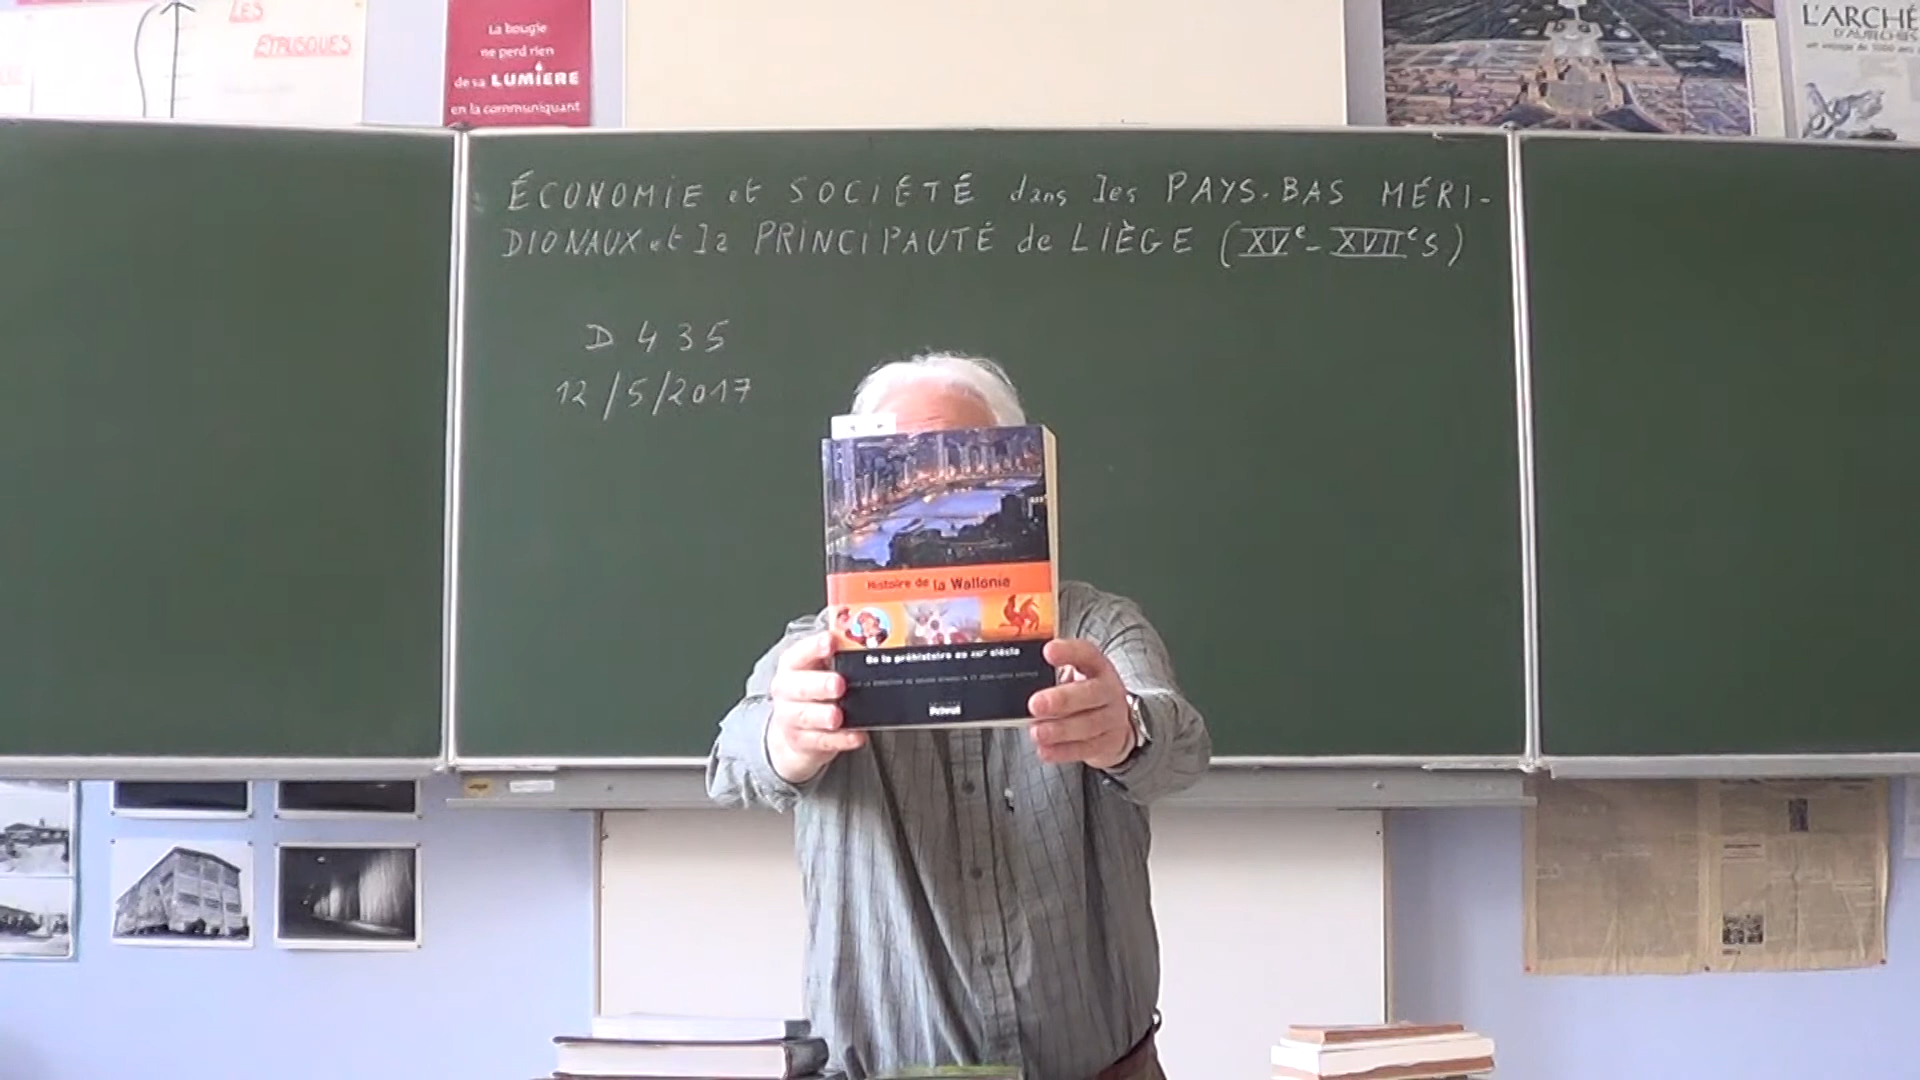 LES
ETRUSQUES
La bougie
ne perd rien
de sa LUMIERE
en la communiquant
L'ARCHÉ
ÉCONOMIE et SOCIÉTÉ dans les PAYS-BAS MÉRI-
DIONAUX et la PRINCIPAUTÉ de LIÈGE (XVe-XVIIe s)
D 435
12/5/2017
Histoire de la Wallonie
De la préhistoire au XXIe siècle
Privat